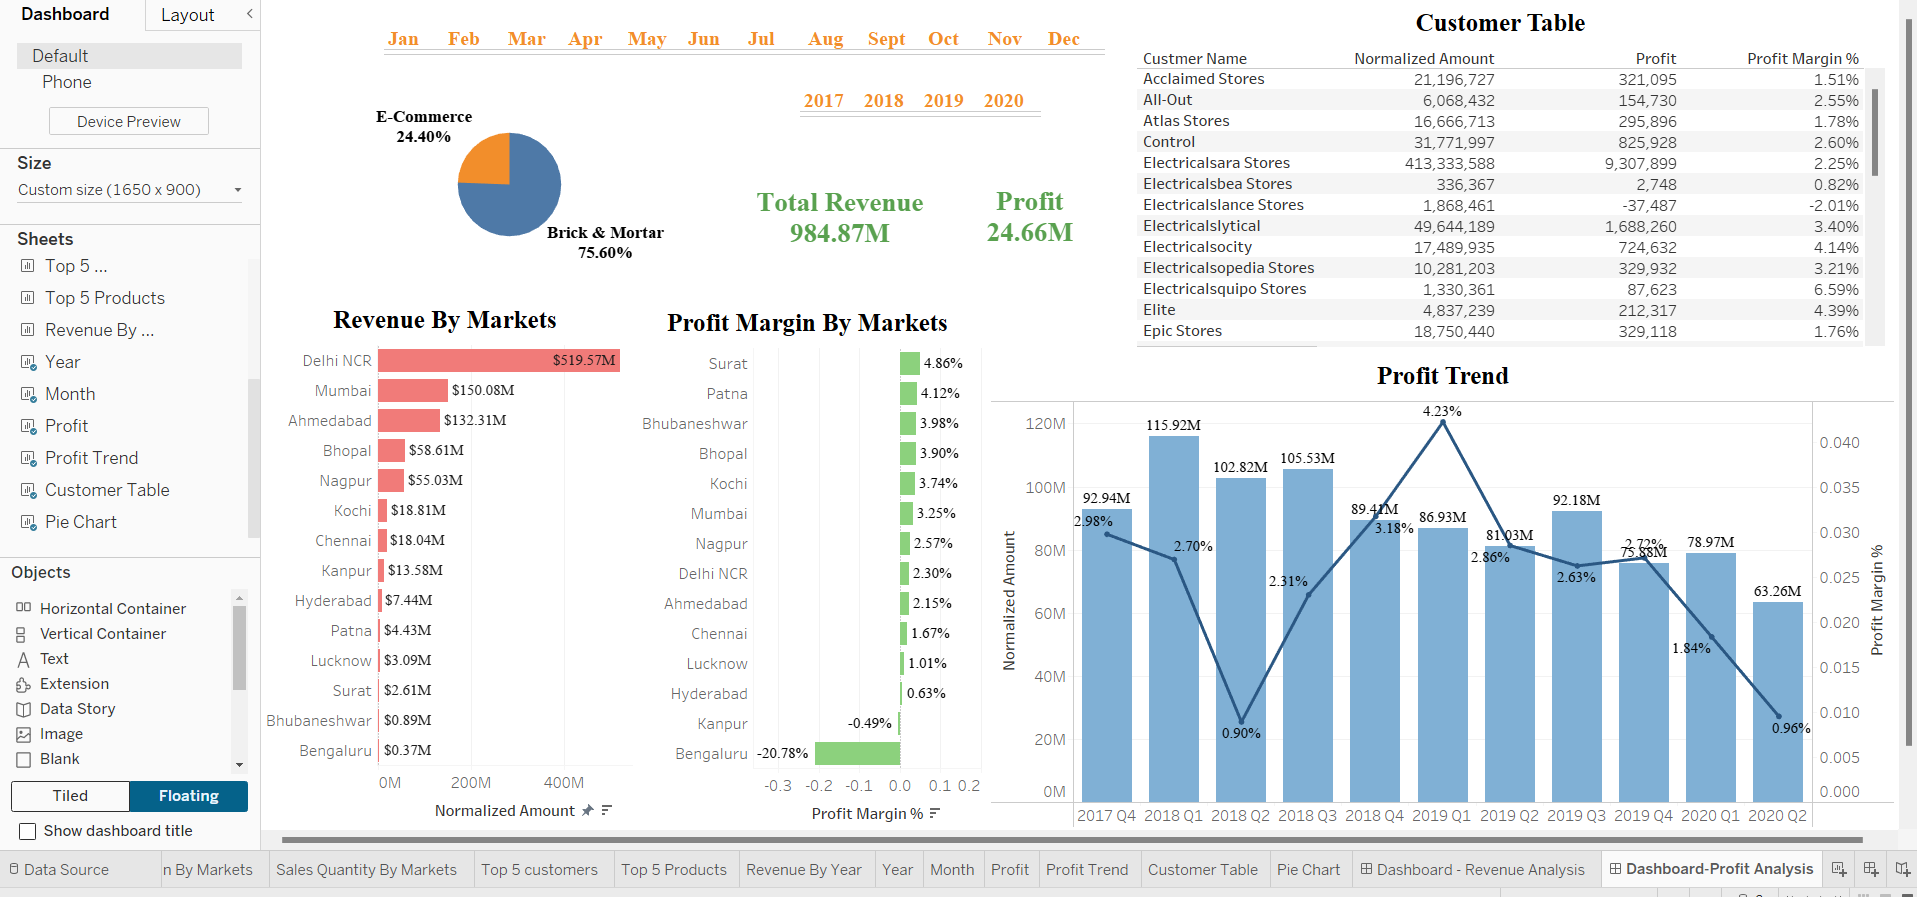 Dashboard
Layout
Default
Phone
Device Preview
Size
Custom size (1650 x 900)
Sheets
Top 5 ...
Top 5 Products
Revenue By ...
Year
Month
Profit
Profit Trend
Customer Table
Pie Chart
Objects
Horizontal Container
Vertical Container
Text
Extension
Data Story
Image
Blank
Tiled Floating
Show dashboard title
Jan Feb Mar Apr May Jun Jul Aug Sept Oct Nov Dec
2017 2018 2019 2020
E-Commerce
24.40%
Brick & Mortar
75.60%
Total Revenue
984.87M
Profit
24.66M
Customer Table
Custmer Name Normalized Amount Profit Profit Margin %
Acclaimed Stores 21,196,727 321,095 1.51%
All-Out 6,068,432 154,730 2.55%
Atlas Stores 16,666,713 295,896 1.78%
Control 31,771,997 825,928 2.60%
Electricalsara Stores 413,333,588 9,307,899 2.25%
Electricalsbea Stores 336,367 2,748 0.82%
Electricalslance Stores 1,868,461 -37,487 -2.01%
Electricalslytical 49,644,189 1,688,260 3.40%
Electricalsocity 17,489,935 724,632 4.14%
Electricalsopedia Stores 10,281,203 329,932 3.21%
Electricalsquipo Stores 1,330,361 87,623 6.59%
Elite 4,837,239 212,317 4.39%
Epic Stores 18,750,440 329,118 1.76%
Revenue By Markets
Delhi NCR $519.57M
Mumbai $150.08M
Ahmedabad $132.31M
Bhopal $58.61M
Nagpur $55.03M
Kochi $18.81M
Chennai $18.04M
Kanpur $13.58M
Hyderabad $7.44M
Patna $4.43M
Lucknow $3.09M
Surat $2.61M
Bhubaneshwar $0.89M
Bengaluru $0.37M
0M 200M 400M
Normalized Amount
Profit Margin By Markets
Surat 4.86%
Patna 4.12%
Bhubaneshwar 3.98%
Bhopal 3.90%
Kochi 3.74%
Mumbai 3.25%
Nagpur 2.57%
Delhi NCR 2.30%
Ahmedabad 2.15%
Chennai 1.67%
Lucknow 1.01%
Hyderabad 0.63%
Kanpur -0.49%
Bengaluru -20.78%
-0.3 -0.2 -0.1 0.0 0.1 0.2
Profit Margin %
Profit Trend
120M
100M
80M
60M
40M
20M
0M
Normalized Amount
92.94M 115.92M 102.82M 105.53M 89.41M 86.93M 81.03M 92.18M 75.88M 78.97M 63.26M
2.98% 2.70% 0.90% 2.31% 3.18% 4.23% 2.86% 2.63% 2.72% 1.84% 0.96%
0.040
0.035
0.030
0.025
0.020
0.015
0.010
0.005
0.000
Profit Margin %
2017 Q4 2018 Q1 2018 Q2 2018 Q3 2018 Q4 2019 Q1 2019 Q2 2019 Q3 2019 Q4 2020 Q1 2020 Q2
Data Source
n By Markets
Sales Quantity By Markets
Top 5 customers
Top 5 Products
Revenue By Year
Year
Month
Profit
Profit Trend
Customer Table
Pie Chart
Dashboard - Revenue Analysis
Dashboard-Profit Analysis